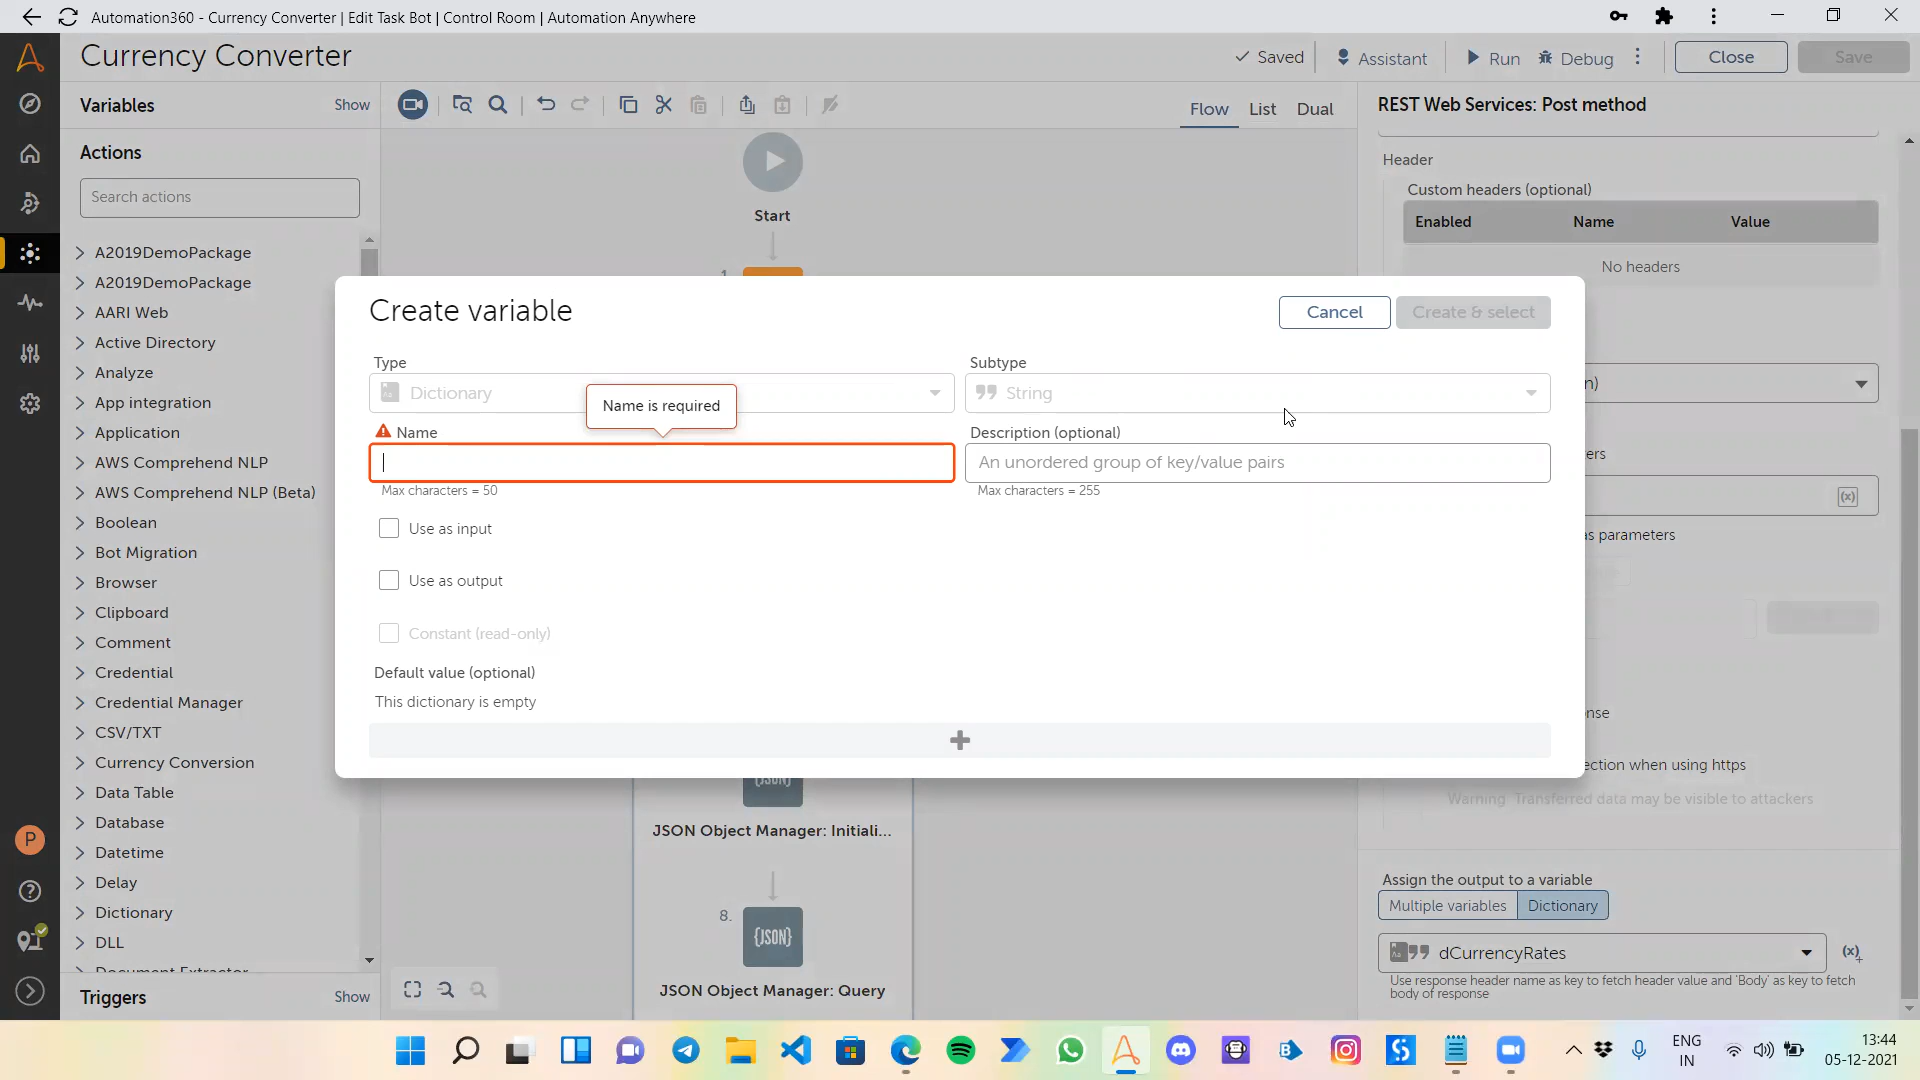 Automation360 - Currency Converter | Edit Task Bot | Control Room | Automation Anywhere
Currency Converter
Saved
Assistant
Run
Debug
Close
Save
Variables
Show
Flow
List
Dual
REST Web Services: Post method
Actions
Search actions
A2019DemoPackage
A2019DemoPackage
AARI Web
Active Directory
Analyze
App integration
Application
AWS Comprehend NLP
AWS Comprehend NLP (Beta)
Boolean
Bot Migration
Browser
Clipboard
Comment
Credential
Credential Manager
CSV/TXT
Currency Conversion
Data Table
Database
Datetime
Delay
Dictionary
DLL
Triggers
Show
P
Start
Create variable
Cancel
Create & select
Type
Dictionary
Subtype
String
Name is required
Name
Max characters = 50
Description (optional)
An unordered group of key/value pairs
Max characters = 255
Use as input
Use as output
Constant (read-only)
Default value (optional)
This dictionary is empty
JSON Object Manager: Initiali...
8.
{JSON}
JSON Object Manager: Query
Header
Custom headers (optional)
Enabled Name Value
No headers
as parameters
ection when using https
Warning: Transferred data may be visible to attackers
Assign the output to a variable
Multiple variables
Dictionary
dCurrencyRates
Use response header name as key to fetch header value and 'Body' as key to fetch
body of response
ENG
IN
13:44
05-12-2021